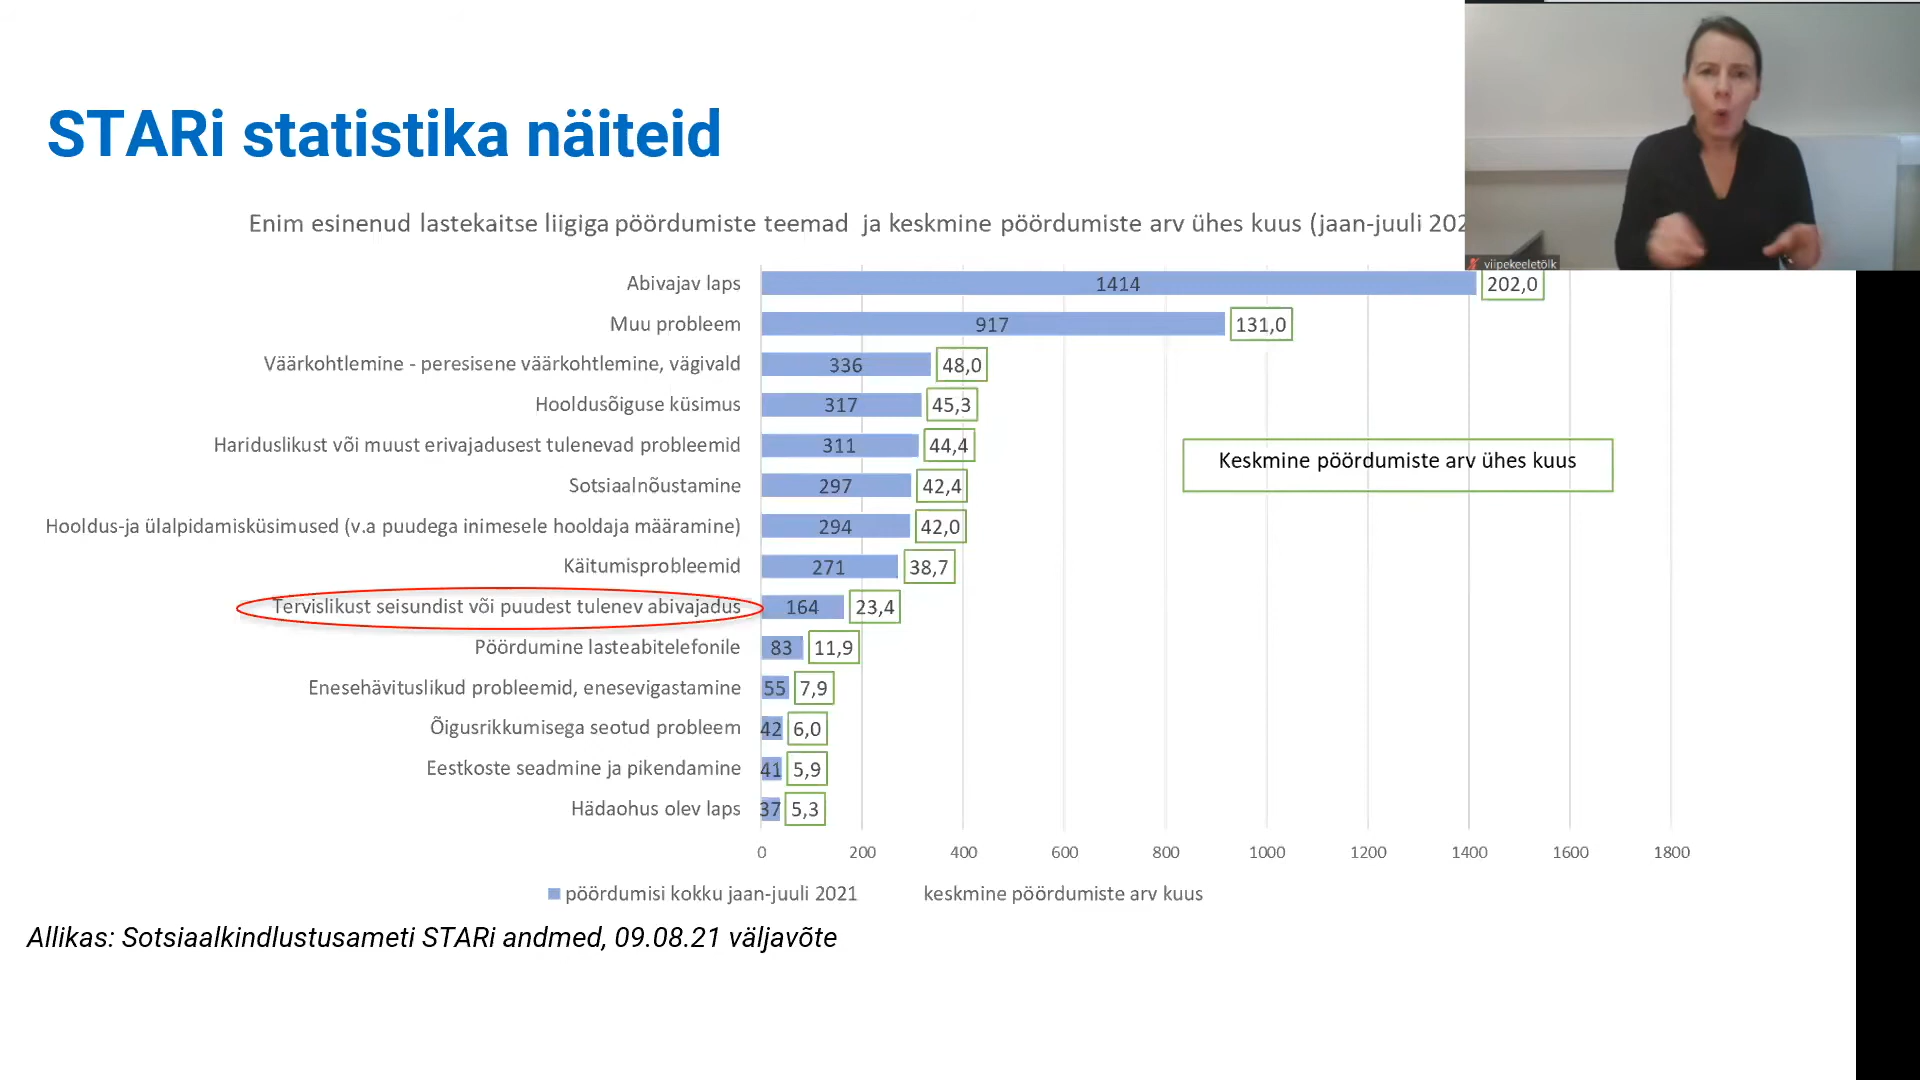 STARi statistika näiteid
Enim esinenud lastekaitse liigiga pöördumiste teemad ja keskmine pöördumiste arv ühes kuus (jaan-juuli 202
viipekeeletõlk
Abivajav laps 1414 202,0
Muu probleem 917 131,0
Väärkohtlemine - peresisene väärkohtlemine, vägivald 336 48,0
Hooldusõiguse küsimus 317 45,3
Hariduslikust või muust erivajadusest tulenevad probleemid 311 44,4
Keskmine pöördumiste arv ühes kuus
Sotsiaalnõustamine 297 42,4
Hooldus-ja ülalpidamisküsimused (v.a puudega inimesele hooldaja määramine) 294 42,0
Käitumisprobleemid 271 38,7
Tervislikust seisundist või puudest tulenev abivajadus 164 23,4
Pöördumine lasteabitelefonile 83 11,9
Enesehävituslikud probleemid, enesevigastamine 55 7,9
Õigusrikkumisega seotud probleem 42 6,0
Eestkoste seadmine ja pikendamine 41 5,9
Hädaohus olev laps 37 5,3
0 200 400 600 800 1000 1200 1400 1600 1800
pöördumisi kokku jaan-juuli 2021 keskmine pöördumiste arv kuus
Allikas: Sotsiaalkindlustusameti STARi andmed, 09.08.21 väljavõte